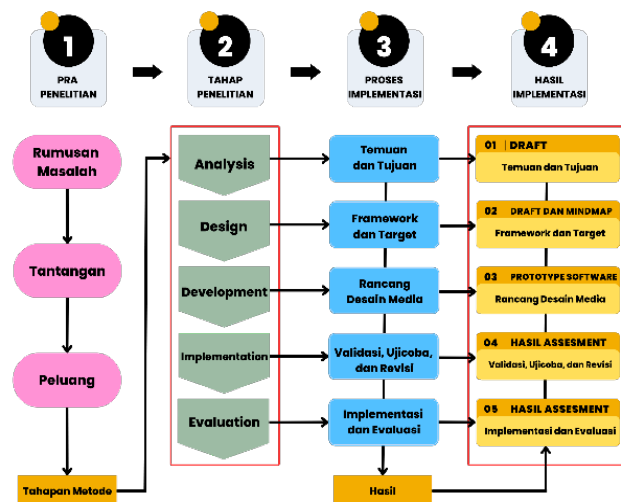 1
PRA
PENELITIAN
2
TAHAP
PENELITIAN
3
PROSES
IMPLEMENTASI
4
HASIL
IMPLEMENTASI
Rumusan
Masalah
Tantangan
Peluang
Tahapan Metode
Analysis
Design
Development
Implementation
Evaluation
Temuan
dan Tujuan
Framework
dan Target
Rancang
Desain Media
Validasi, Ujicoba,
dan Revisi
Implementasi
dan Evaluasi
Hasil
01 | DRAFT
Temuan dan Tujuan
02 DRAFT DAN MINDMAP
Framework dan Target
03 PROTOTYPE SOFTWARE
Rancang Desain Media
04 HASIL ASSESMENT
Validasi, Ujicoba, dan Revisi
05 HASIL ASSESMENT
Implementasi dan Evaluasi